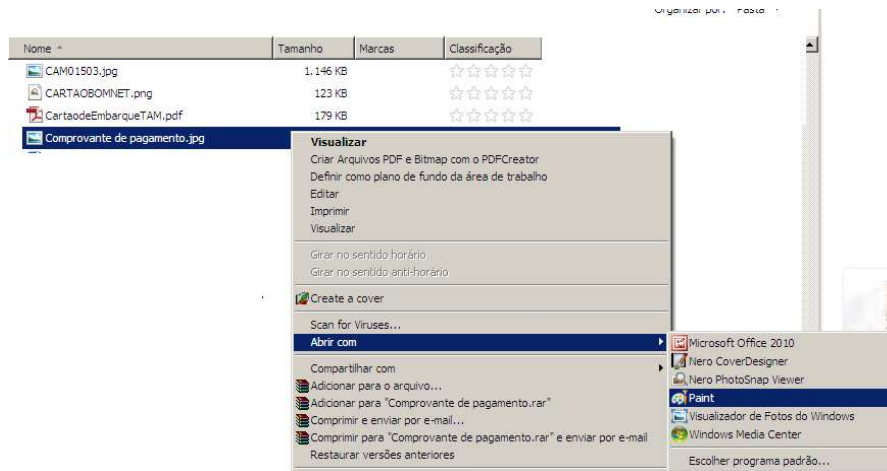 Organizar por: Pasta
Nome Tamanho Marcas Classificação
CAM01503.jpg 1.146 KB
CARTAOBOMNET.png 123 KB
CartaodeEmbarqueTAM.pdf 179 KB
Comprovante de pagamento.jpg
Visualizar
Criar Arquivos PDF e Bitmap com o PDFCreator
Definir como plano de fundo da área de trabalho
Editar
Imprimir
Visualizar
Girar no sentido horário
Girar no sentido anti-horário
Create a cover
Scan for Viruses...
Abrir com
Compartilhar com
Adicionar para o arquivo...
Adicionar para "Comprovante de pagamento.rar"
Comprimir e enviar por e-mail...
Comprimir para "Comprovante de pagamento.rar" e enviar por e-mail
Restaurar versões anteriores
Microsoft Office 2010
Nero CoverDesigner
Nero PhotoSnap Viewer
Paint
Visualizador de Fotos do Windows
Windows Media Center
Escolher programa padrão...